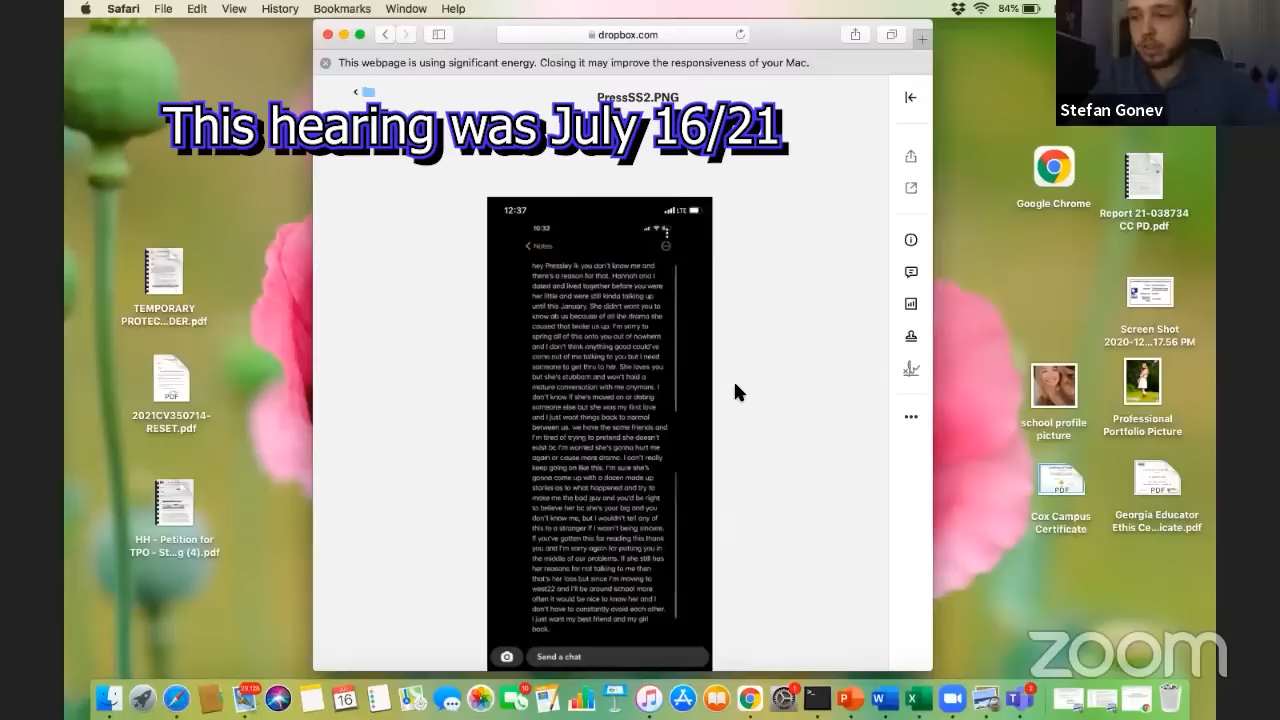 Safari File Edit View History Bookmarks Window Help 84%
dropbox.com
This webpage is using significant energy. Closing it may improve the responsiveness of your Mac.
PressSS2.PNG
This hearing was July 16/21
Stefan Gonev
12:37 LTE
10:32
Notes
hey Pressley ik you don't know me and
there's a reason for that. Hannah and I
dated and lived together before you were
her little and were still kinda talking up
until this January. She didn't want you to
know ab us because of all the drama she
caused that broke us up. I'm sorry to
spring all of this onto you out of nowhere
and I don't think anything good could've
come out of me talking to you but I need
someone to get thru to her. She loves you
but she's stubborn and won't hold a
mature conversation with me anymore. I
don't know if she's moved on or dating
someone else but she was my first love
and I just want things back to normal
between us. we have the same friends and
I'm tired of trying to pretend she doesn't
exist bc I'm worried she's gonna hurt me
again or cause more drama. I can't really
keep going on like this. I'm sure she's
gonna come up with a dozen made up
stories as to what happened and try to
make me the bad guy and you'd be right
to believe her bc she's your big and you
don't know me, but I wouldn't tell any of
this to a stranger if I wasn't being sincere.
If you've gotten this far reading this thank
you and I'm sorry again for putting you in
the middle of our problems. If she still has
her reasons for not talking to me then
that's her loss but since I'm moving to
west22 and I'll be around school more
often it would be nice to know her and I
don't have to constantly avoid each other.
I just want my best friend and my girl
back.
Send a chat
TEMPORARY
PROTEC...DER.pdf
PDF
2021CV350714-
RESET.pdf
HH - Petition for
TPO - St...g (4).pdf
Google Chrome
Report 21-038734
CC PD.pdf
Screen Shot
2020-12...17.56 PM
school profile
picture
Professional
Portfolio Picture
PDF
Cox Campus
Certificate
PDF
Georgia Educator
Ethis Ce...icate.pdf
zoom
29,126
JUL
16
10
1
2